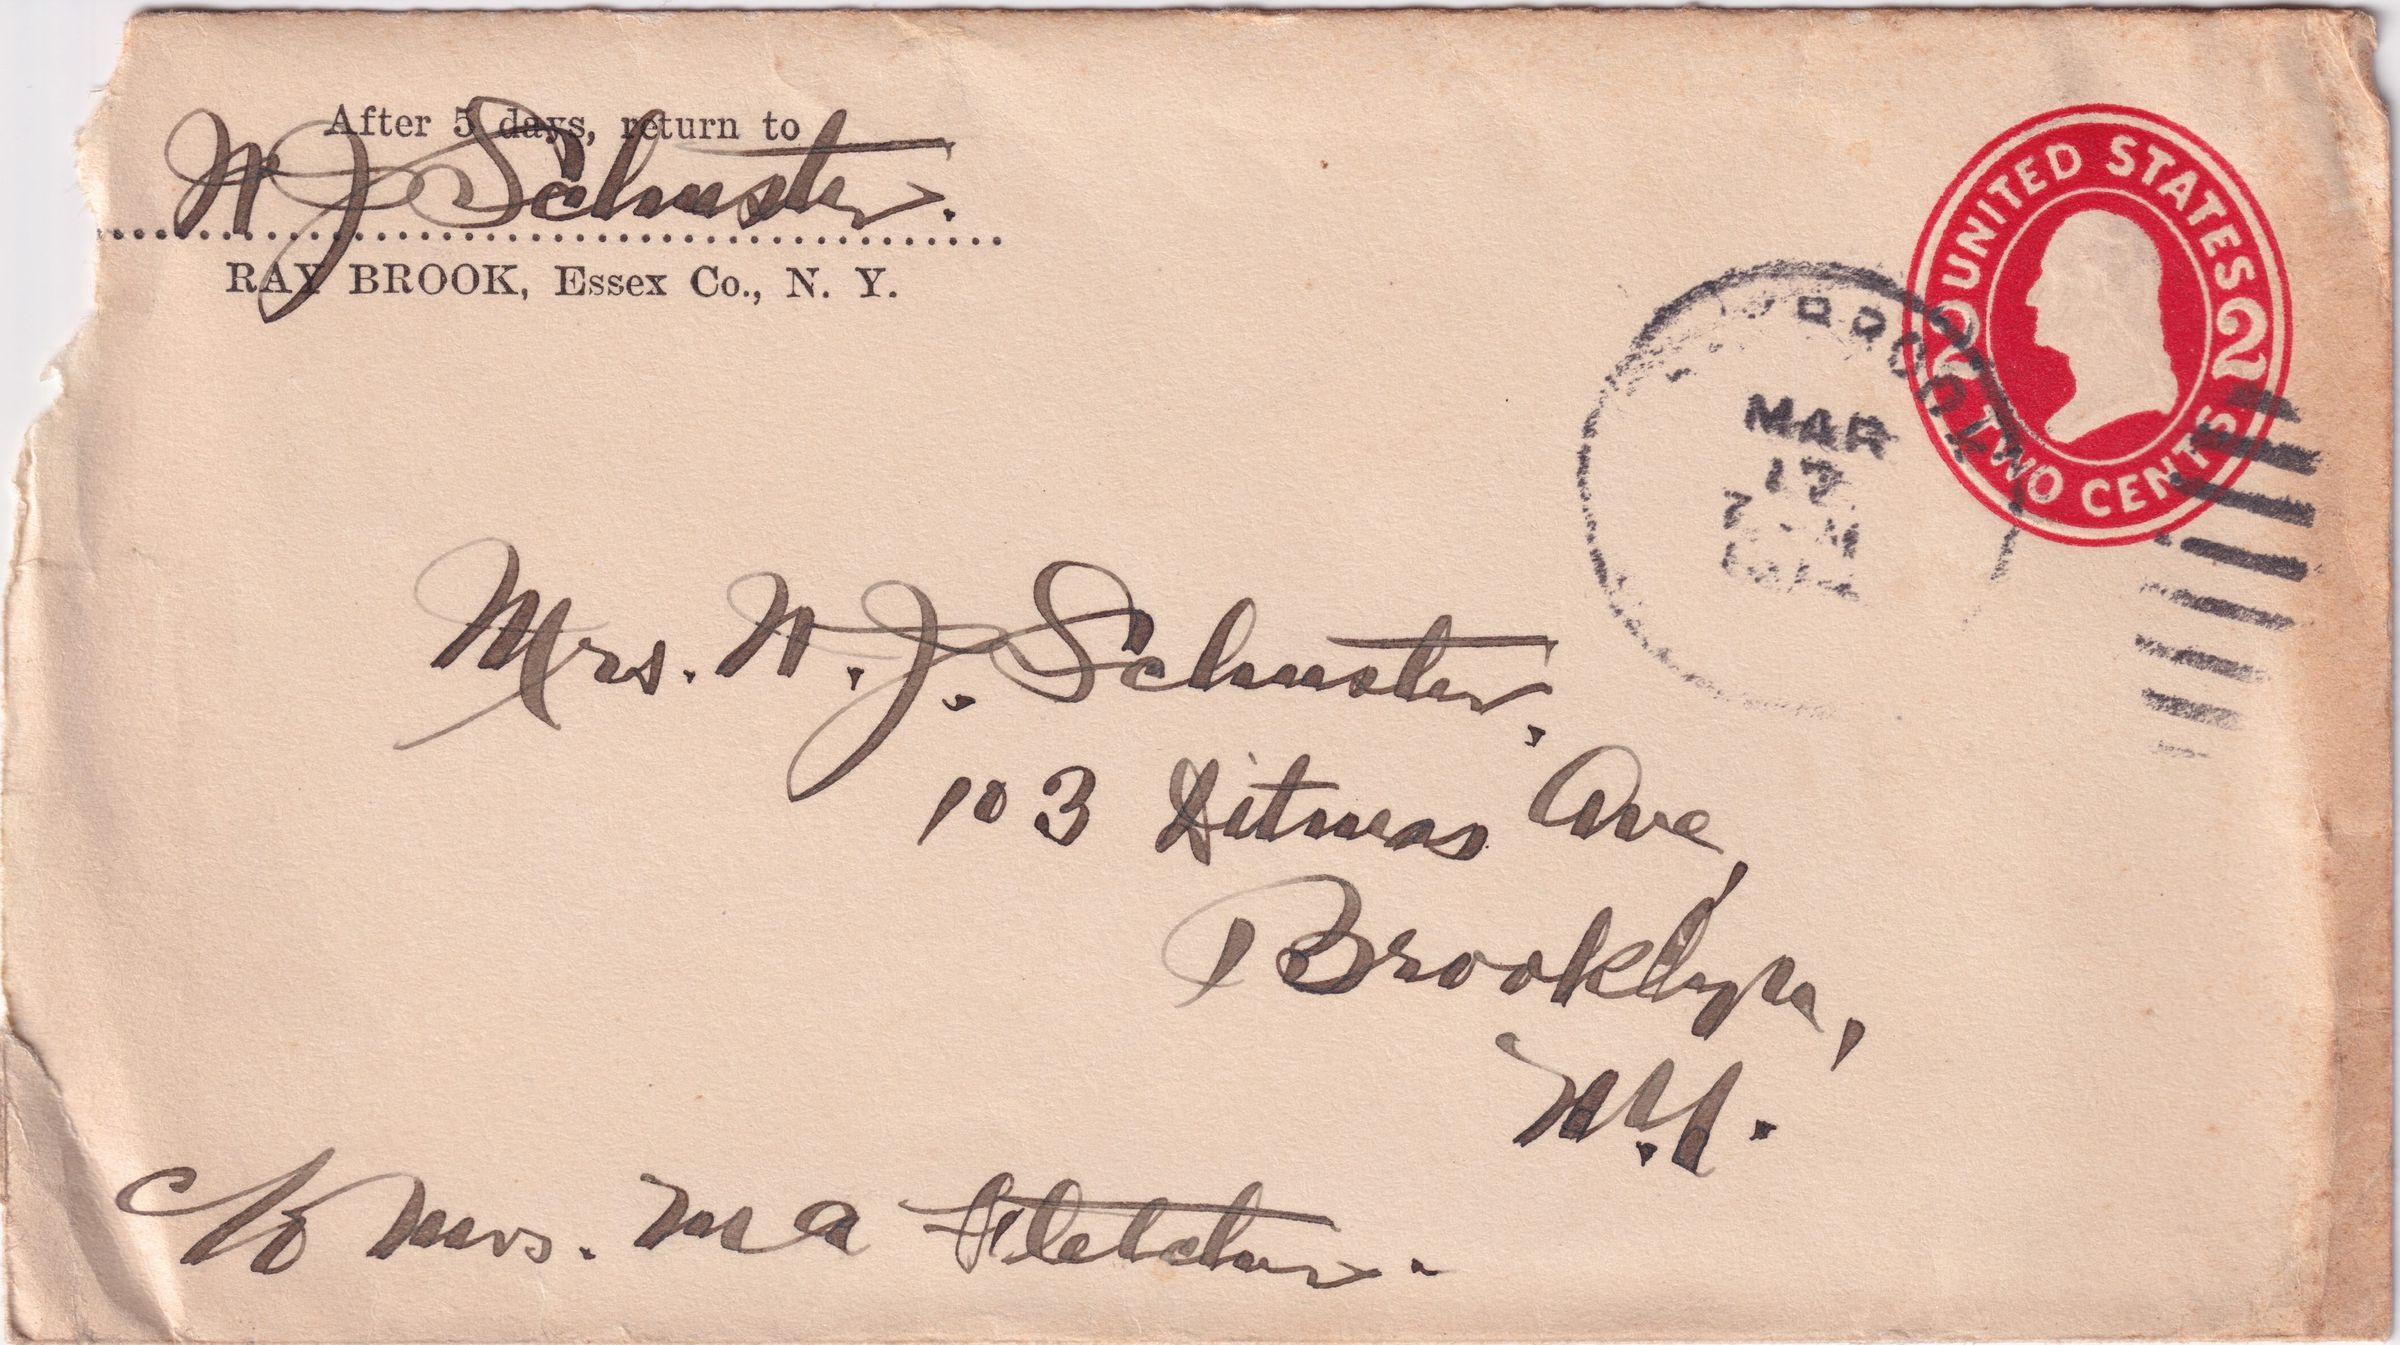 After 5 days, return to
W J Schuster.
RAY BROOK, Essex Co., N. Y.
UNITED STATES
2 2
TWO CENTS
MAR
17
Mrs. W. J. Schuster,
103 Ditmas Ave,
Brooklyn,
N.Y.
c/o Mrs. M A Fletcher.